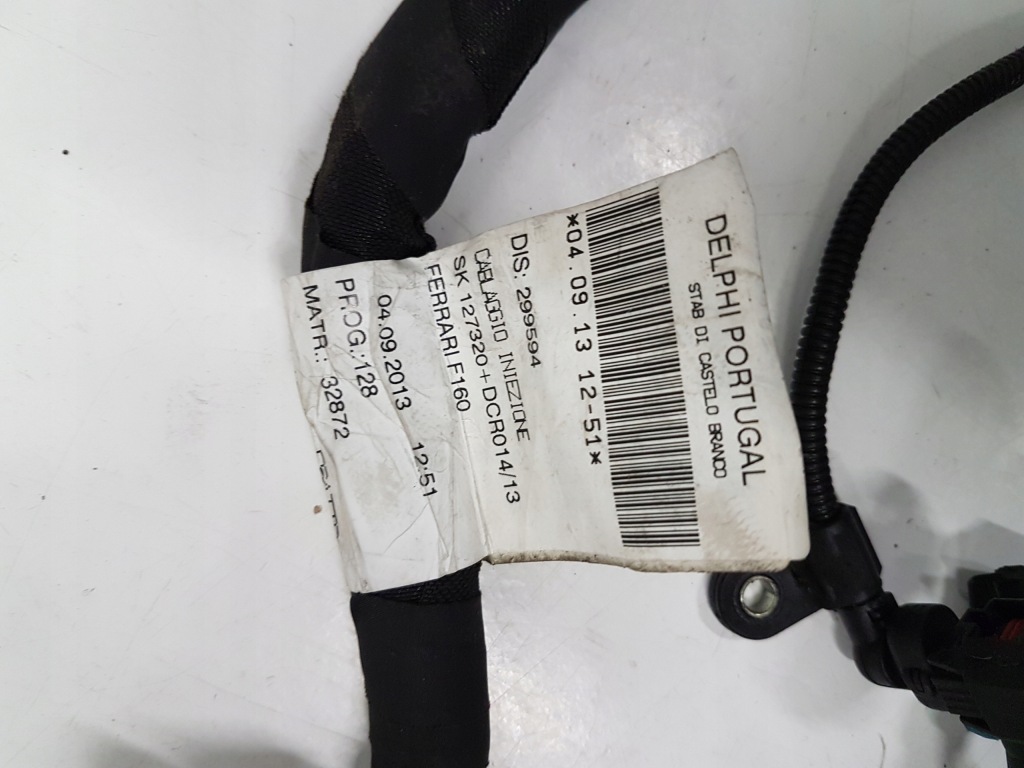 DELPHI PORTUGAL
STAB DI CASTELO BRANCO
*04.09.13 12-51*
DIS: 299594
CABLAGGIO INIEZIONE
SK 127320+DCR014/13
FERRARI F160
04.09.2013 12:51
PROG.:128
MATR.: 32872